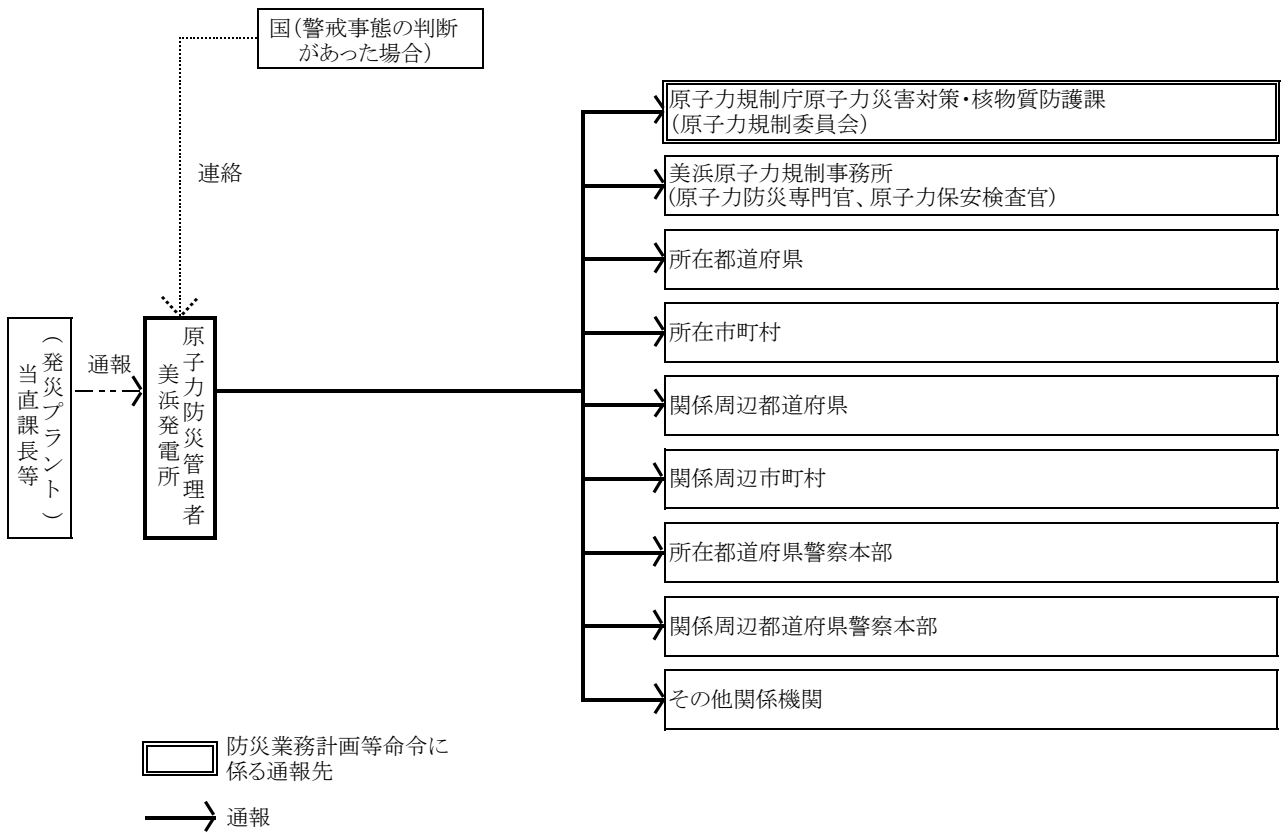 国（警戒事態の判断
があった場合）
連絡
（発災プラント）
当直課長等
通報
原子力防災管理者
美浜発電所
原子力規制庁原子力災害対策・核物質防護課
（原子力規制委員会）
美浜原子力規制事務所
（原子力防災専門官、原子力保安検査官）
所在都道府県
所在市町村
関係周辺都道府県
関係周辺市町村
所在都道府県警察本部
関係周辺都道府県警察本部
その他関係機関
防災業務計画等命令に
係る通報先
通報